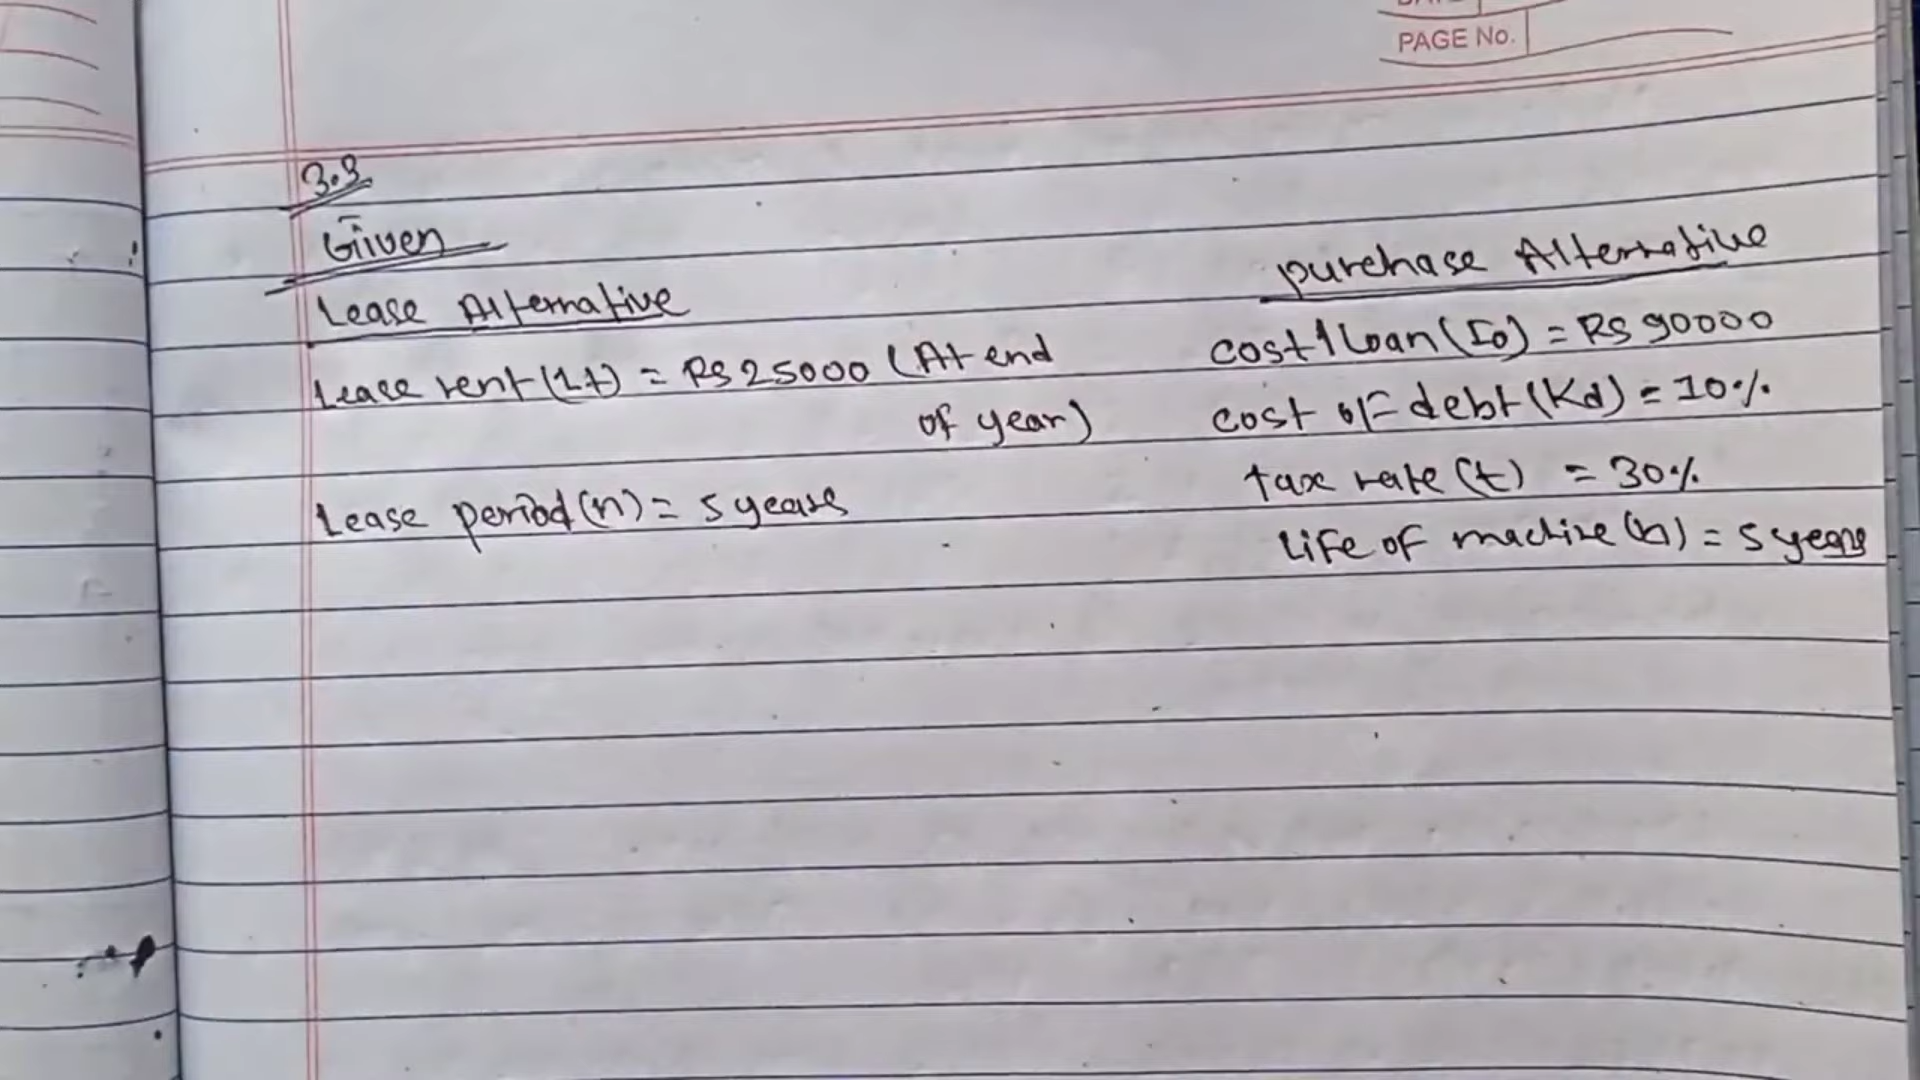 PAGE No.
3.3
Given
Lease Alternative
Lease rent (Lt) = Rs 25000 (At end
of year)
Lease period (n) = 5 years
purchase Alternative
cost / Loan (I0) = Rs 90000
cost of debt (Kd) = 10%
tax rate (t) = 30%
Life of machine (n) = 5 years